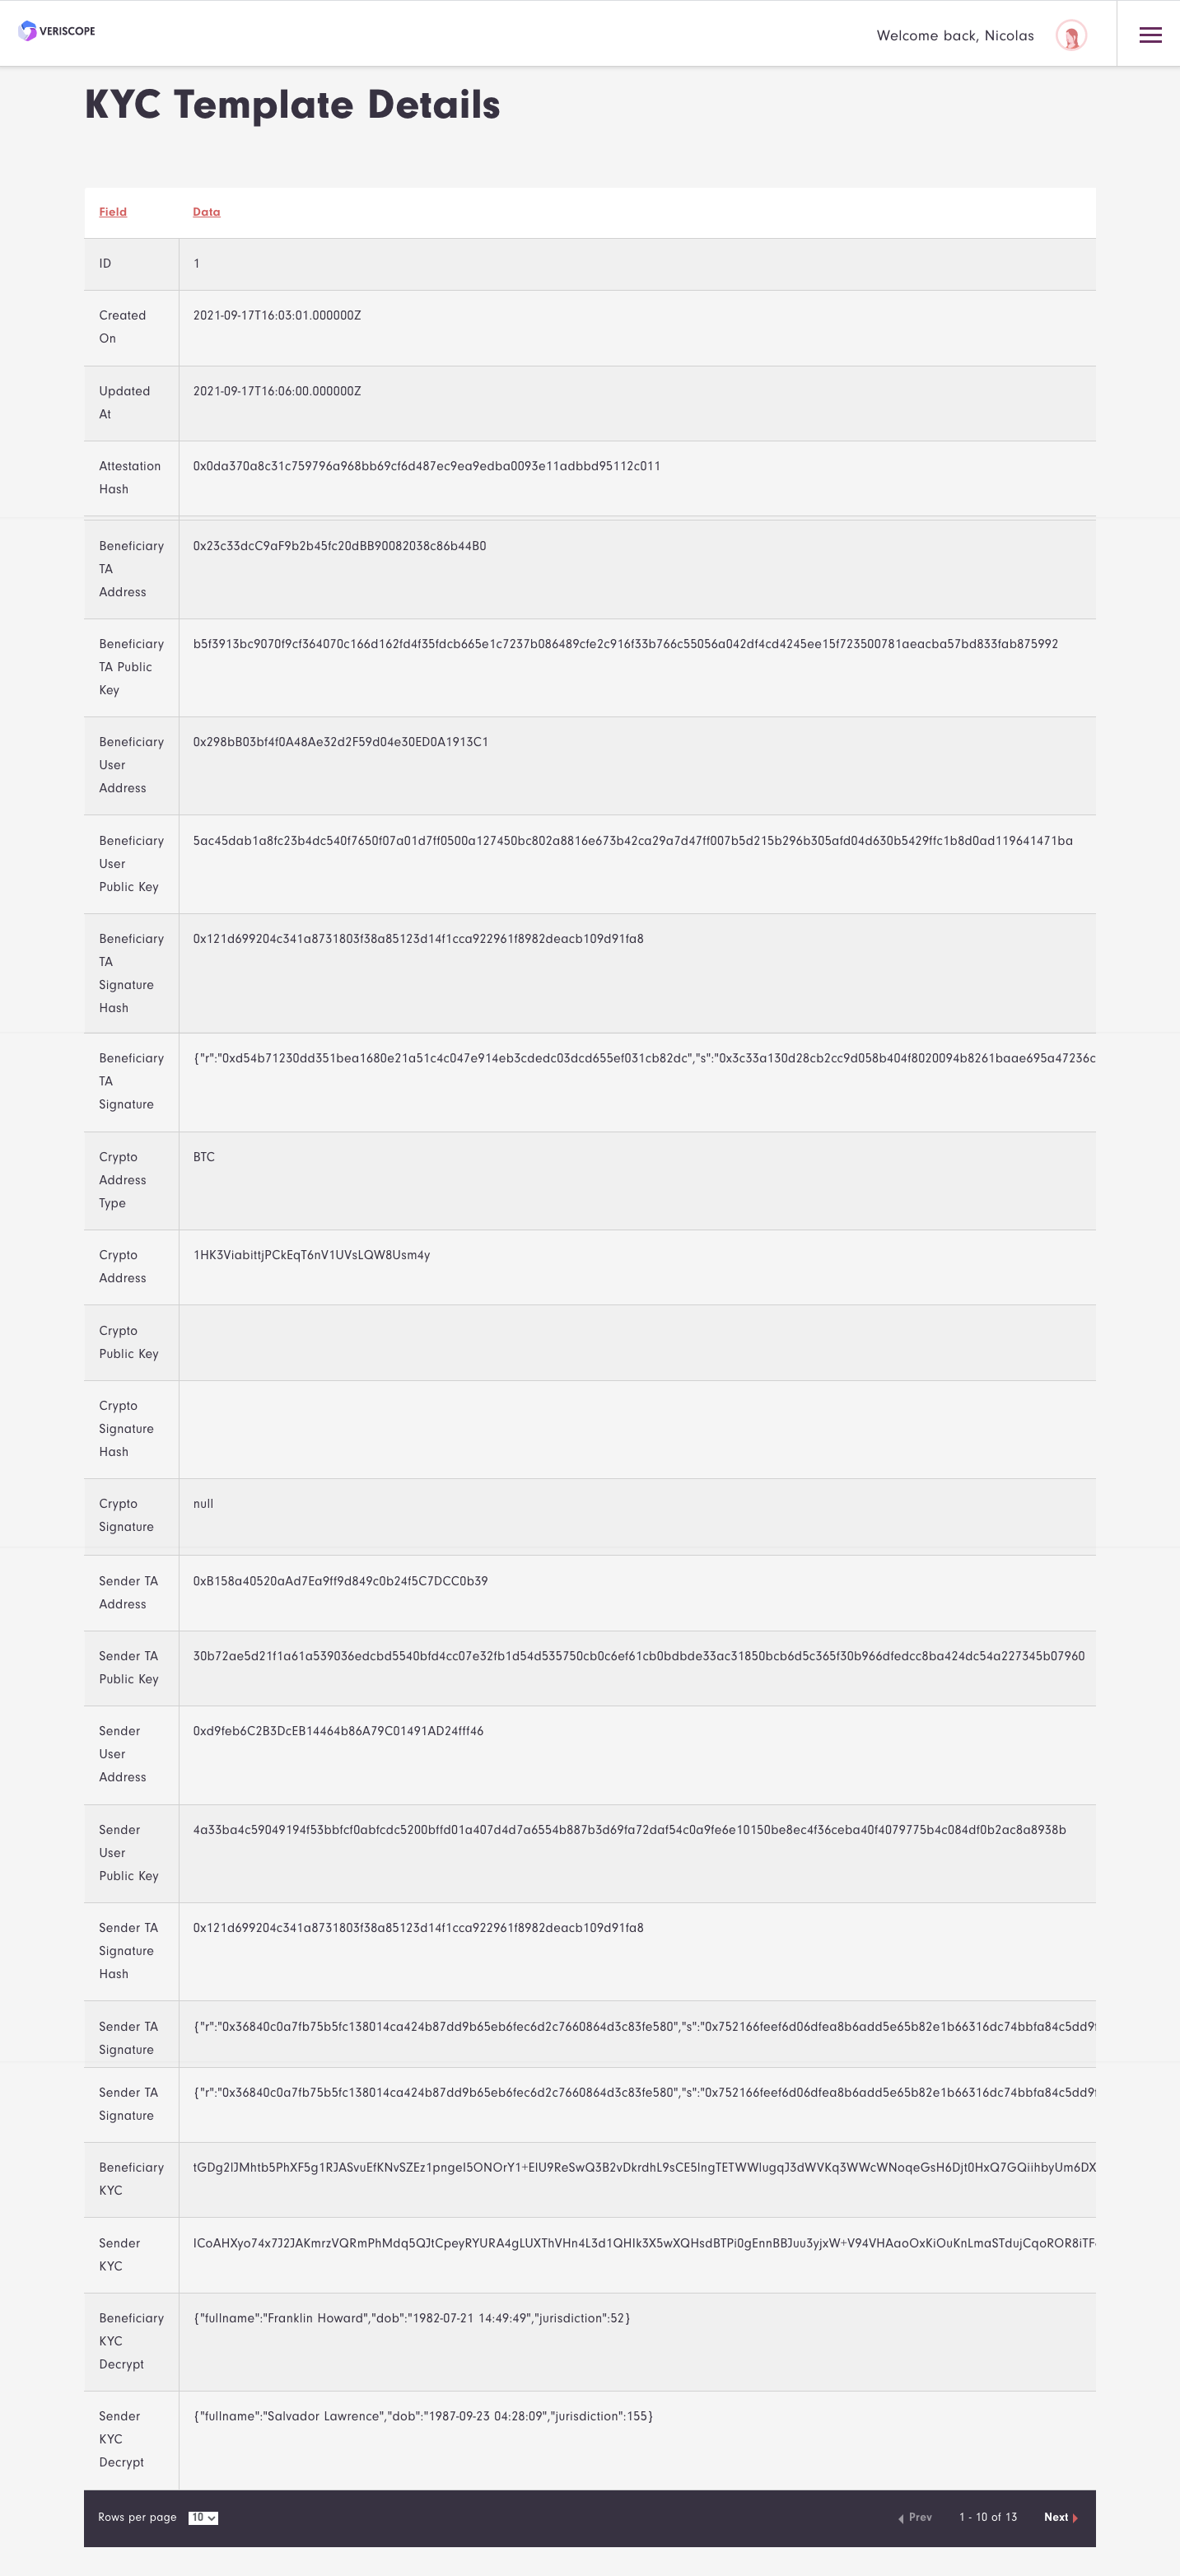 VERISCOPE
Welcome back, Nicolas
KYC Template Details
Field Data
ID 1
Created 2021-09-17T16:03:01.000000Z
On
Updated 2021-09-17T16:06:00.000000Z
At
Attestation 0x0da370a8c31c759796a968bb69cf6d487ec9ea9edba0093e11adbbd95112c011
Hash
Beneficiary 0x23c33dcC9aF9b2b45fc20dBB90082038c86b44B0
TA
Address
Beneficiary b5f3913bc9070f9cf364070c166d162fd4f35fdcb665e1c7237b086489cfe2c916f33b766c55056a042df4cd4245ee15f723500781aeacba57bd833fab875992
TA Public
Key
Beneficiary 0x298bB03bf4f0A48Ae32d2F59d04e30ED0A1913C1
User
Address
Beneficiary 5ac45dab1a8fc23b4dc540f7650f07a01d7ff0500a127450bc802a8816e673b42ca29a7d47ff007b5d215b296b305afd04d630b5429ffc1b8d0ad119641471ba
User
Public Key
Beneficiary 0x121d699204c341a8731803f38a85123d14f1cca922961f8982deacb109d91fa8
TA
Signature
Hash
Beneficiary {"r":"0xd54b71230dd351bea1680e21a51c4c047e914eb3cdedc03dcd655ef031cb82dc","s":"0x3c33a130d28cb2cc9d058b404f8020094b8261baae695a47236c
TA
Signature
Crypto BTC
Address
Type
Crypto 1HK3ViabittjPCkEqT6nV1UVsLQW8Usm4y
Address
Crypto
Public Key
Crypto
Signature
Hash
Crypto null
Signature
Sender TA 0xB158a40520aAd7Ea9ff9d849c0b24f5C7DCC0b39
Address
Sender TA 30b72ae5d21f1a61a539036edcbd5540bfd4cc07e32fb1d54d535750cb0c6ef61cb0bdbde33ac31850bcb6d5c365f30b966dfedcc8ba424dc54a227345b07960
Public Key
Sender 0xd9feb6C2B3DcEB14464b86A79C01491AD24fff46
User
Address
Sender 4a33ba4c59049194f53bbfcf0abfcdc5200bffd01a407d4d7a6554b887b3d69fa72daf54c0a9fe6e10150be8ec4f36ceba40f4079775b4c084df0b2ac8a8938b
User
Public Key
Sender TA 0x121d699204c341a8731803f38a85123d14f1cca922961f8982deacb109d91fa8
Signature
Hash
Sender TA {"r":"0x36840c0a7fb75b5fc138014ca424b87dd9b65eb6fec6d2c7660864d3c83fe580","s":"0x752166feef6d06dfea8b6add5e65b82e1b66316dc74bbfa84c5dd9f
Signature
Sender TA {"r":"0x36840c0a7fb75b5fc138014ca424b87dd9b65eb6fec6d2c7660864d3c83fe580","s":"0x752166feef6d06dfea8b6add5e65b82e1b66316dc74bbfa84c5dd9f
Signature
Beneficiary
KYC
Sender
KYC
Beneficiary {"fullname":"Franklin Howard","dob":"1982-07-21 14:49:49","jurisdiction":52}
KYC
Decrypt
Sender {"fullname":"Salvador Lawrence","dob":"1987-09-23 04:28:09","jurisdiction":155}
KYC
Decrypt
Rows per page 10 Prev 1 - 10 of 13 Next